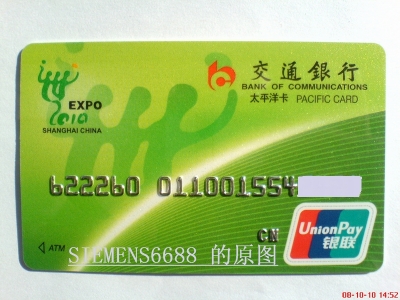 EXPO
2010
SHANGHAI CHINA
交通銀行
BANK OF COMMUNICATIONS
太平洋卡 PACIFIC CARD
622260 011001554
CN
ATM
SIEMENS6688 的原图
UnionPay
银联
08-10-10 14:52